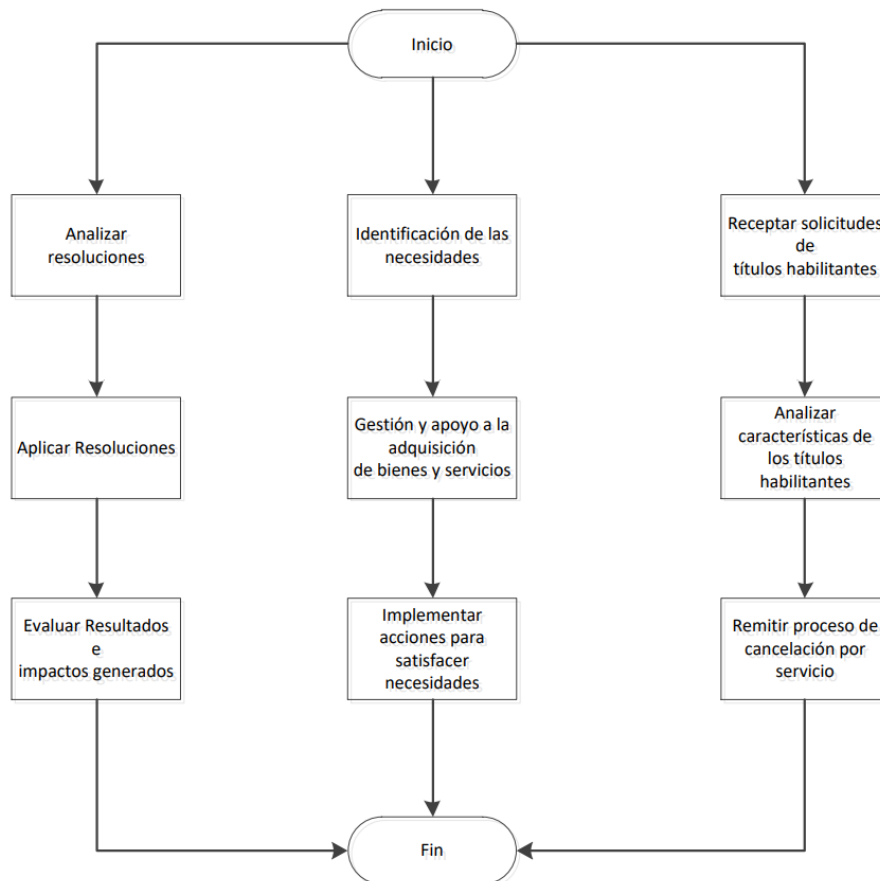 Inicio
Analizar
resoluciones
Identificación de las
necesidades
Receptar solicitudes
de
títulos habilitantes
Aplicar Resoluciones
Gestión y apoyo a la
adquisición
de bienes y servicios
Analizar
características de
los títulos
habilitantes
Evaluar Resultados
e
impactos generados
Implementar
acciones para
satisfacer
necesidades
Remitir proceso de
cancelación por
servicio
Fin